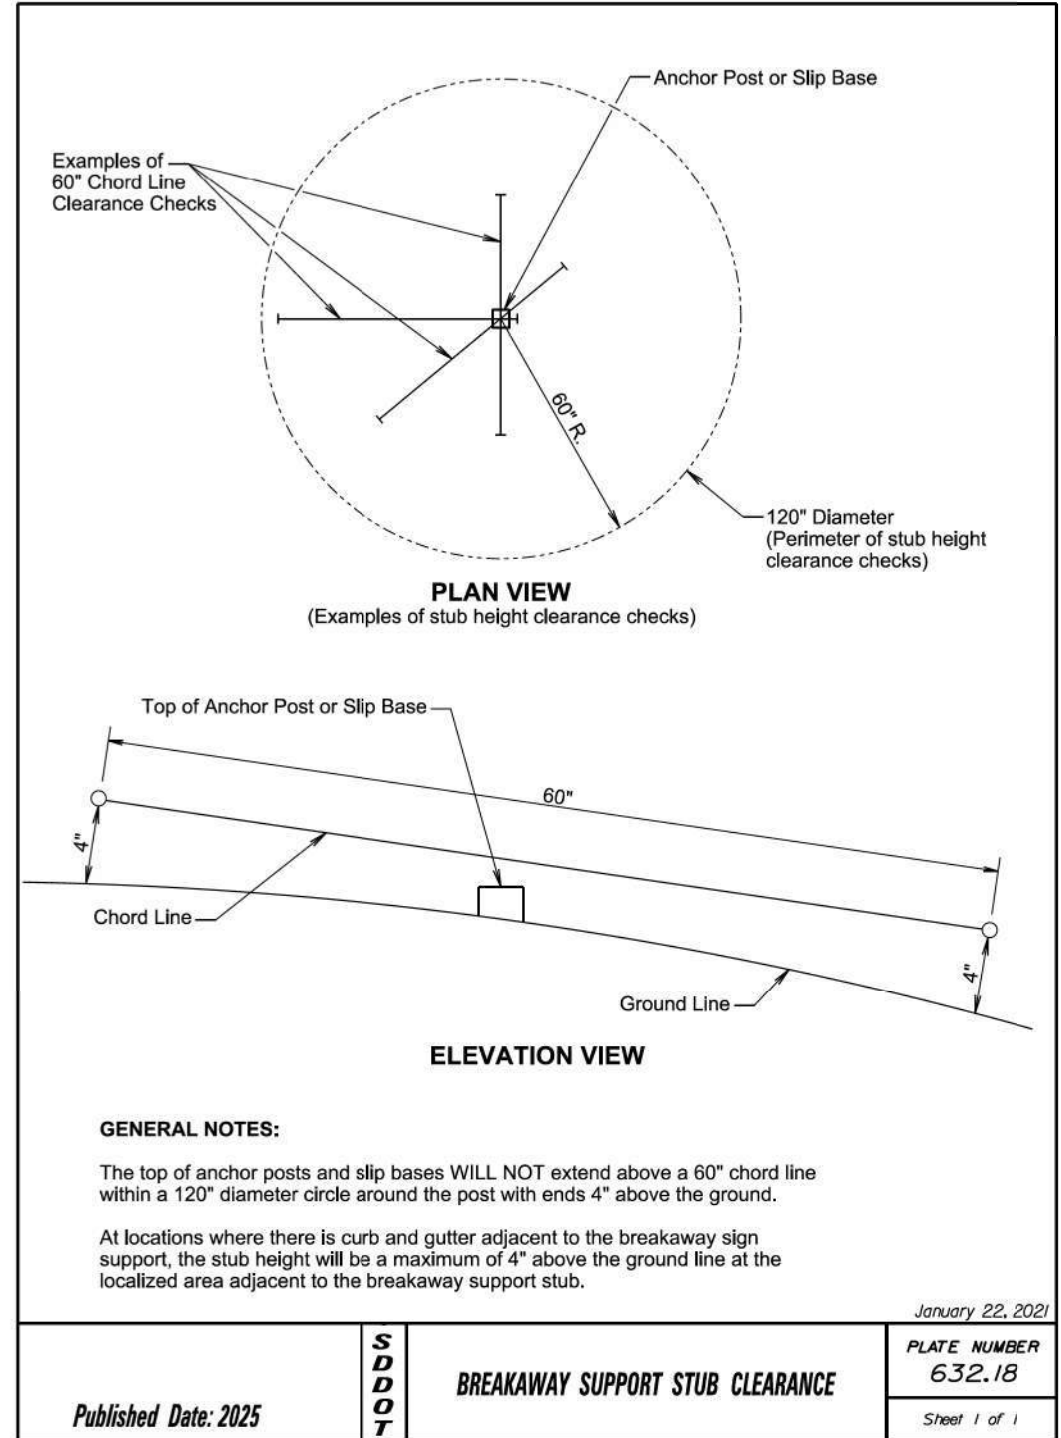 Anchor Post or Slip Base
Examples of
60" Chord Line
Clearance Checks
60" R.
120" Diameter
(Perimeter of stub height
clearance checks)
PLAN VIEW
(Examples of stub height clearance checks)
Top of Anchor Post or Slip Base
60"
4"
Chord Line
4"
Ground Line
ELEVATION VIEW
GENERAL NOTES:
The top of anchor posts and slip bases WILL NOT extend above a 60" chord line
within a 120" diameter circle around the post with ends 4" above the ground.
At locations where there is curb and gutter adjacent to the breakaway sign
support, the stub height will be a maximum of 4" above the ground line at the
localized area adjacent to the breakaway support stub.
January 22, 2021
Published Date: 2025
SDDOT
BREAKAWAY SUPPORT STUB CLEARANCE
PLATE NUMBER
632.18
Sheet 1 of 1